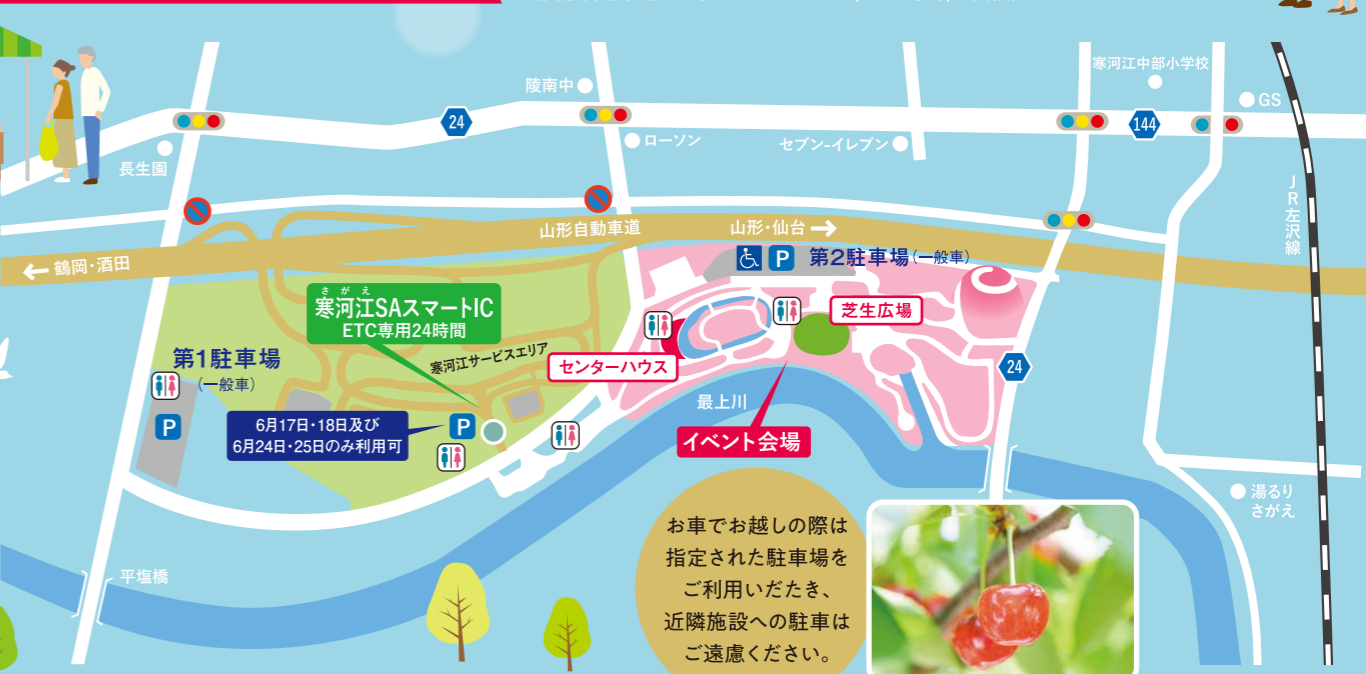 寒河江中部小学校
陵南中
GS
24
144
ローソン
セブン-イレブン
長生園
JR左沢線
山形自動車道
山形・仙台→
←鶴岡・酒田
P
第2駐車場(一般車)
さがえ
寒河江SAスマートIC
ETC専用24時間
芝生広場
寒河江サービスエリア
第1駐車場
(一般車)
センターハウス
24
最上川
P
6月17日・18日及び
6月24日・25日のみ利用可
P
イベント会場
湯るり
さがえ
平塩橋
お車でお越しの際は
指定された駐車場を
ご利用いだたき、
近隣施設への駐車は
ご遠慮ください。